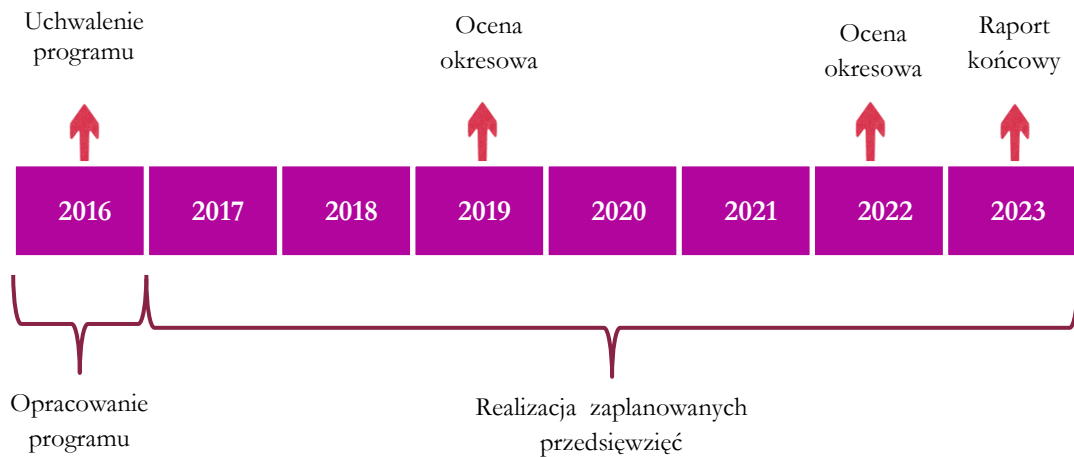 Uchwalenie
programu
Ocena
okresowa
Ocena
okresowa
Raport
końcowy
2016
2017
2018
2019
2020
2021
2022
2023
Opracowanie
programu
Realizacja zaplanowanych
przedsięwzięć